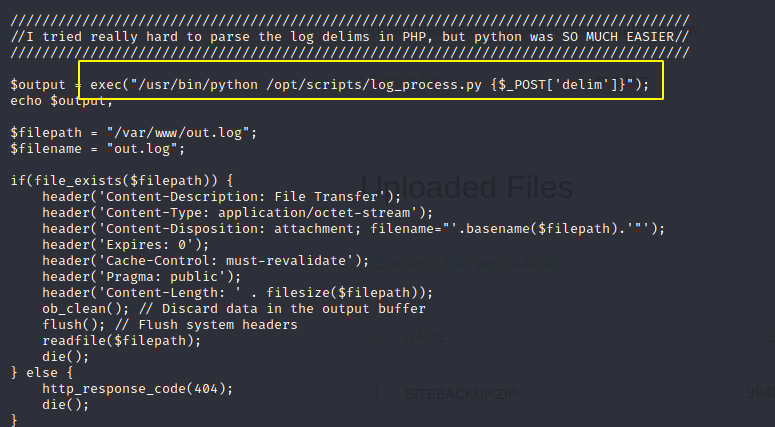 ///////////////////////////////////////////////////////////////////////////////////////
//I tried really hard to parse the log delims in PHP, but python was SO MUCH EASIER//
///////////////////////////////////////////////////////////////////////////////////////
$output = exec("/usr/bin/python /opt/scripts/log_process.py {$_POST['delim']}");
echo $output;
$filepath = "/var/www/out.log";
$filename = "out.log";
if(file_exists($filepath)) {
    header('Content-Description: File Transfer');
    header('Content-Type: application/octet-stream');
    header('Content-Disposition: attachment; filename="'.basename($filepath).'"');
    header('Expires: 0');
    header('Cache-Control: must-revalidate');
    header('Pragma: public');
    header('Content-Length: ' . filesize($filepath));
    ob_clean(); // Discard data in the output buffer
    flush(); // Flush system headers
    readfile($filepath);
    die();
} else {
    http_response_code(404);
    die();
}
Uploaded Files
Success! File was deleted!
# NAME
1 SITEBACKUP.ZIP